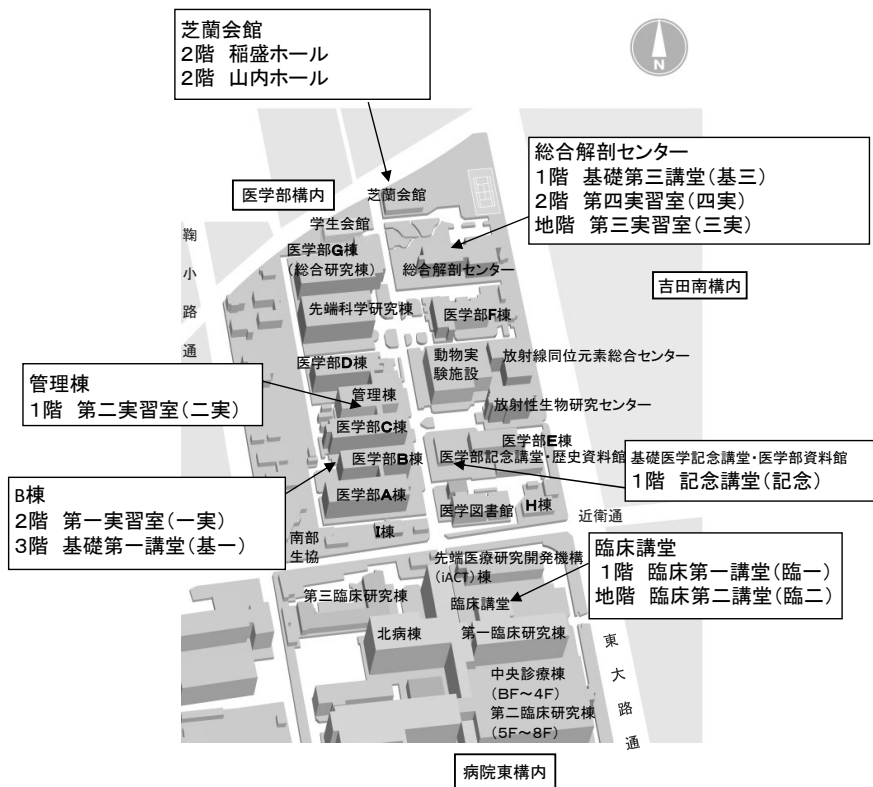 芝蘭会館
2階 稲盛ホール
2階 山内ホール
N
総合解剖センター
1階 基礎第三講堂(基三)
2階 第四実習室(四実)
地階 第三実習室(三実)
医学部構内
芝蘭会館
学生会館
鞠小路通
医学部G棟
(総合研究棟)
総合解剖センター
吉田南構内
先端科学研究棟
医学部F棟
医学部D棟
動物実
験施設
放射線同位元素総合センター
管理棟
1階 第二実習室(二実)
管理棟
放射性生物研究センター
医学部C棟
医学部E棟
医学部記念講堂・歴史資料館
基礎医学記念講堂・医学部資料館
1階 記念講堂(記念)
医学部B棟
B棟
2階 第一実習室(一実)
3階 基礎第一講堂(基一)
医学部A棟
医学図書館
H棟
近衛通
南部
生協
I棟
先端医療研究開発機構
(iACT)棟
臨床講堂
1階 臨床第一講堂(臨一)
地階 臨床第二講堂(臨二)
第三臨床研究棟
臨床講堂
北病棟
第一臨床研究棟
東大路通
中央診療棟
(BF~4F)
第二臨床研究棟
(5F~8F)
病院東構内